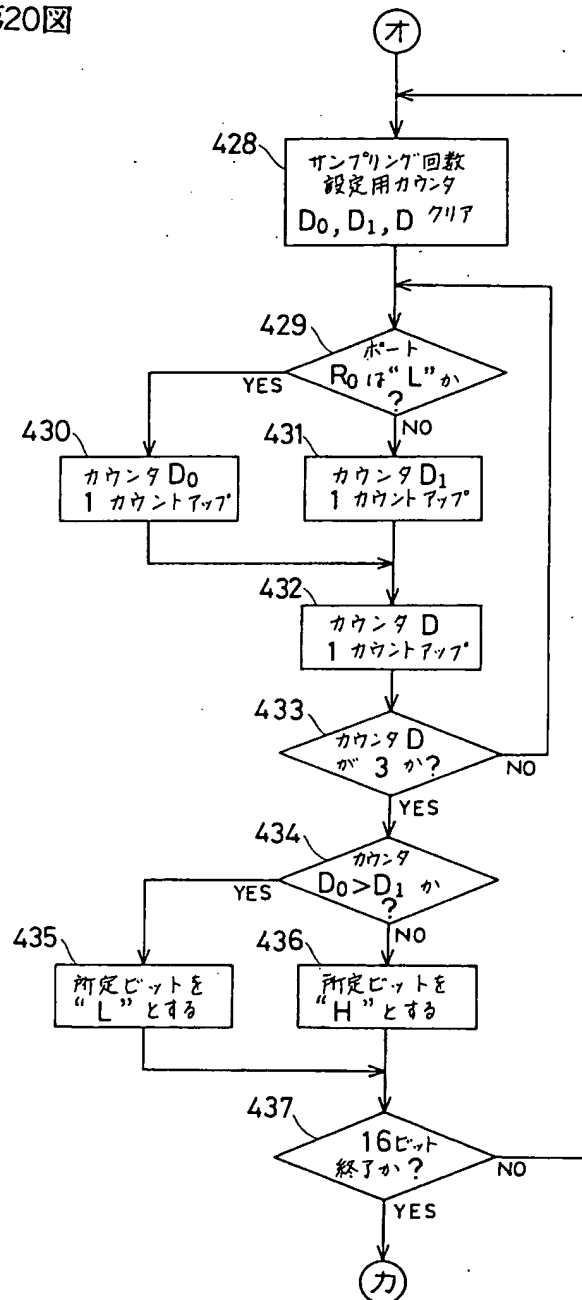 第20図
オ
428
サンプリング回数
設定用カウンタ
D₀, D₁, D クリア
429
ポート
R₀は“L”か
?
YES
NO
430
カウンタ D₀
1 カウントアップ
431
カウンタ D₁
1 カウントアップ
432
カウンタ D
1 カウントアップ
433
カウンタ D
が 3 か?
NO
YES
434
カウンタ
D₀>D₁ か
?
YES
NO
435
所定ビットを
“L”とする
436
所定ビットを
“H”とする
437
16ビット
終了か?
NO
YES
カ